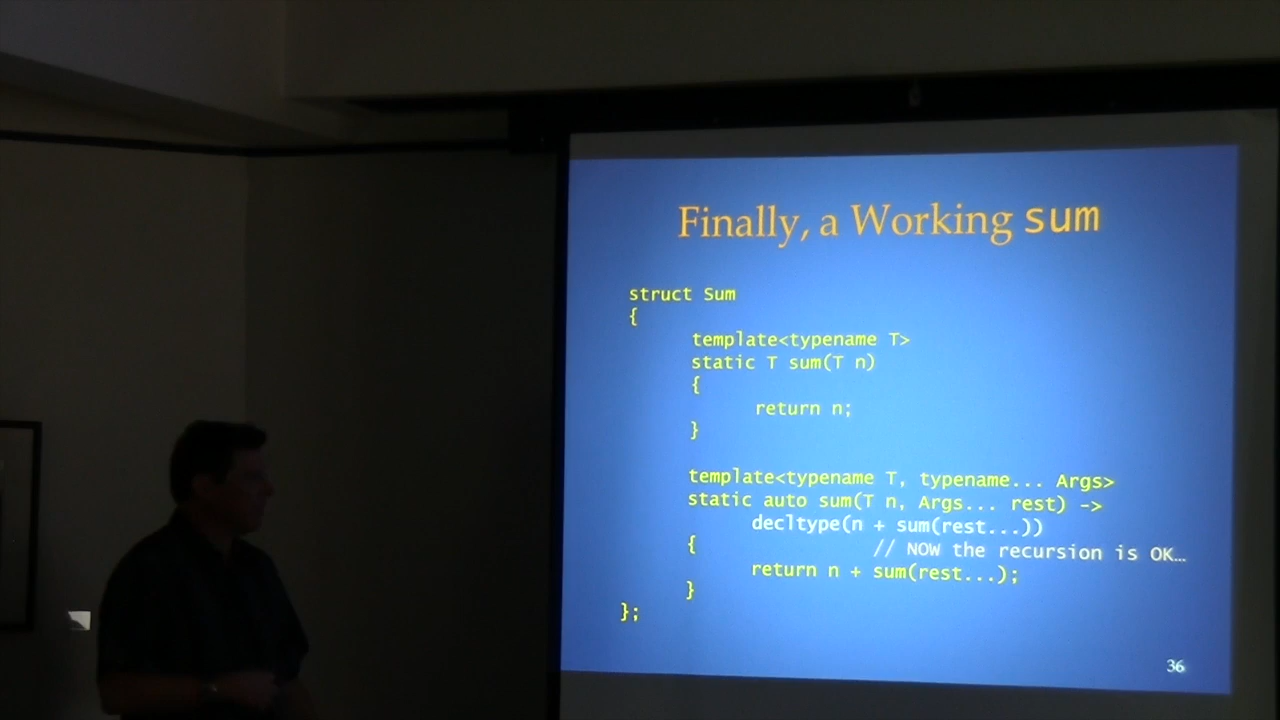 Finally, a Working sum
struct Sum
{
template<typename T>
static T sum(T n)
{
return n;
}
template<typename T, typename... Args>
static auto sum(T n, Args... rest) ->
decltype(n + sum(rest...))
{ // NOW the recursion is OK…
return n + sum(rest...);
}
};
36